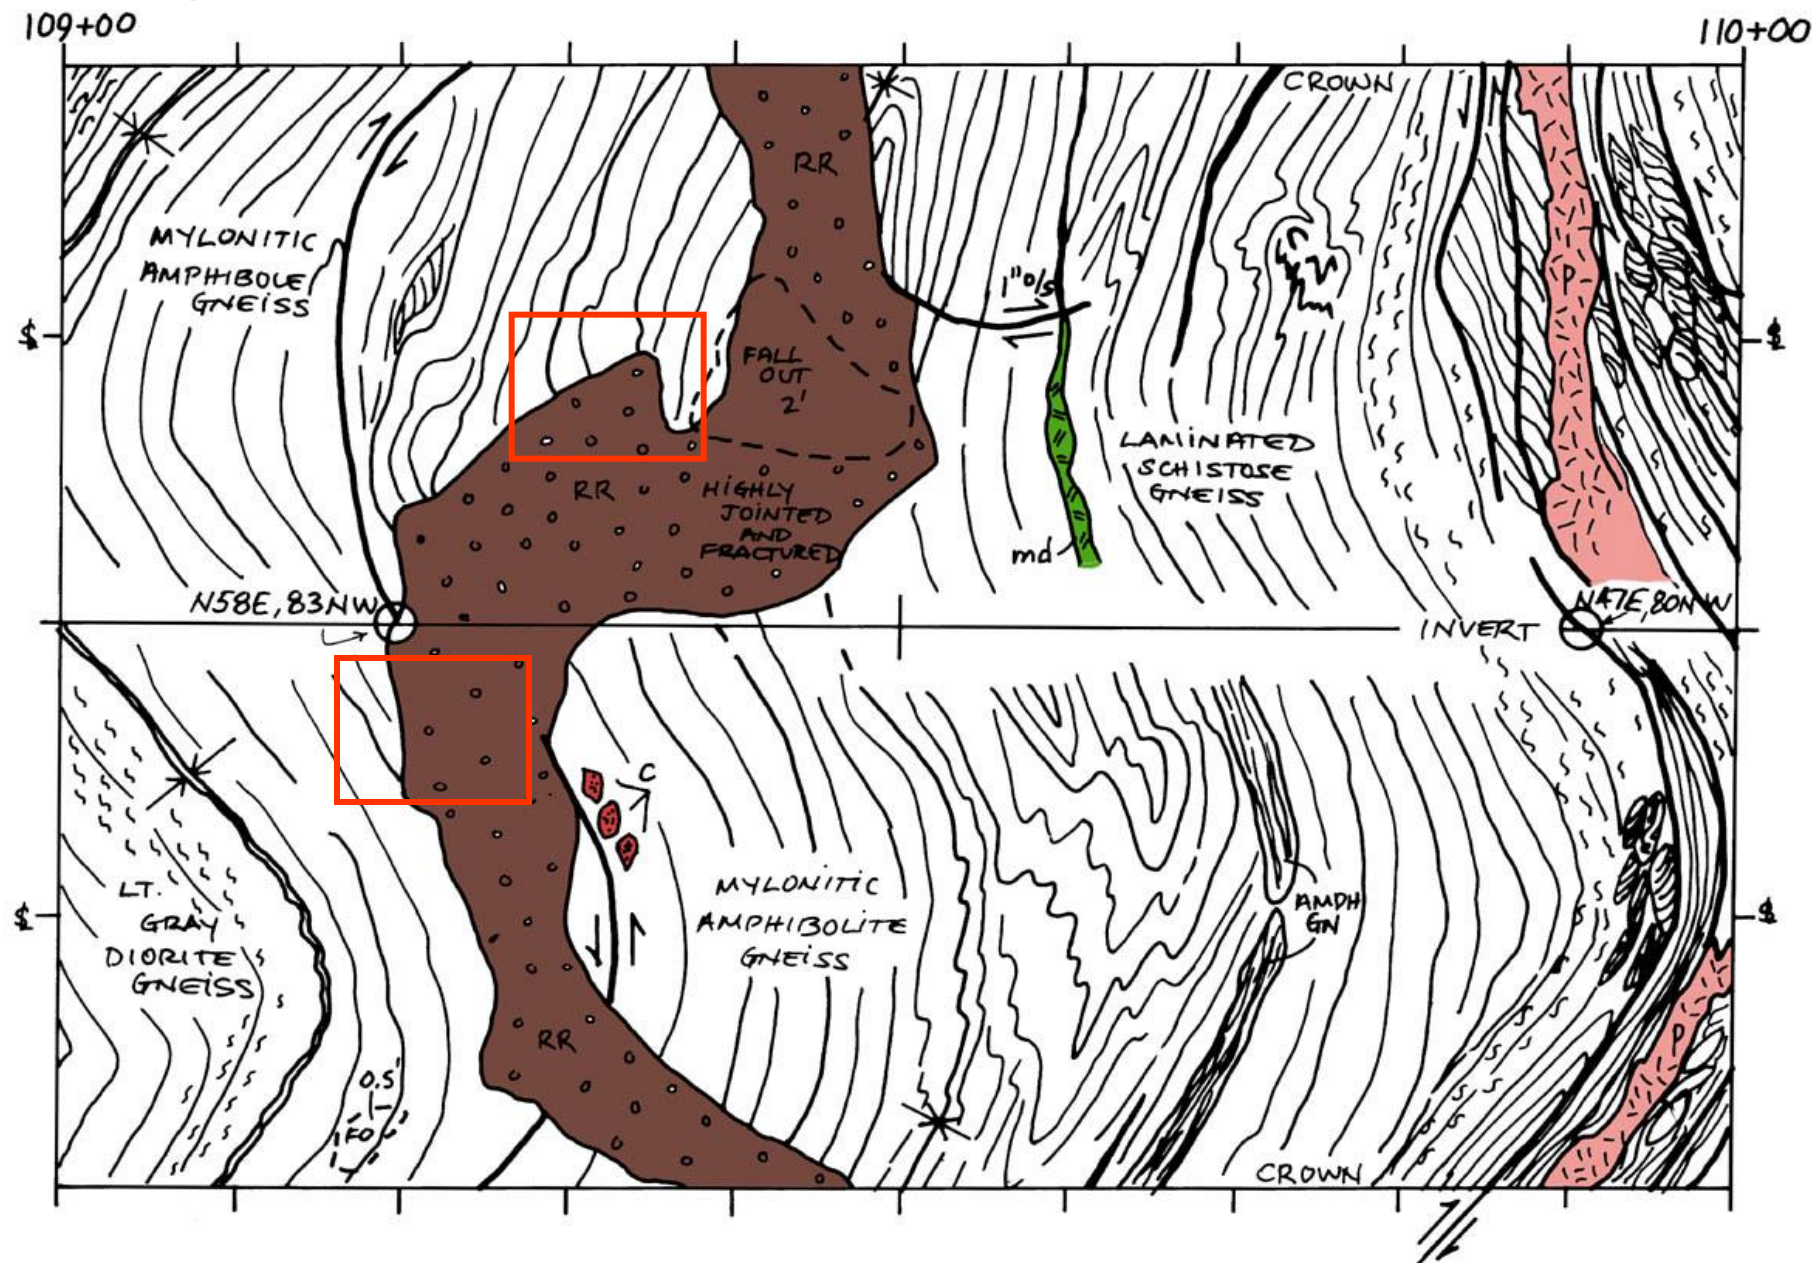 109+00
110+00
CROWN
RR
MYLONITIC
AMPHIBOLE
GNEISS
1" o/s
P
$
$
FALL
OUT
2'
LAMINATED
SCHISTOSE
GNEISS
RR
HIGHLY
JOINTED
AND
FRACTURED
md
N58E, 83NW
N47E, 80NW
INVERT
C
LT.
GRAY
DIORITE
GNEISS
MYLONITIC
AMPHIBOLITE
GNEISS
AMPH
GN
$
$
RR
P
0.5'
FO
CROWN